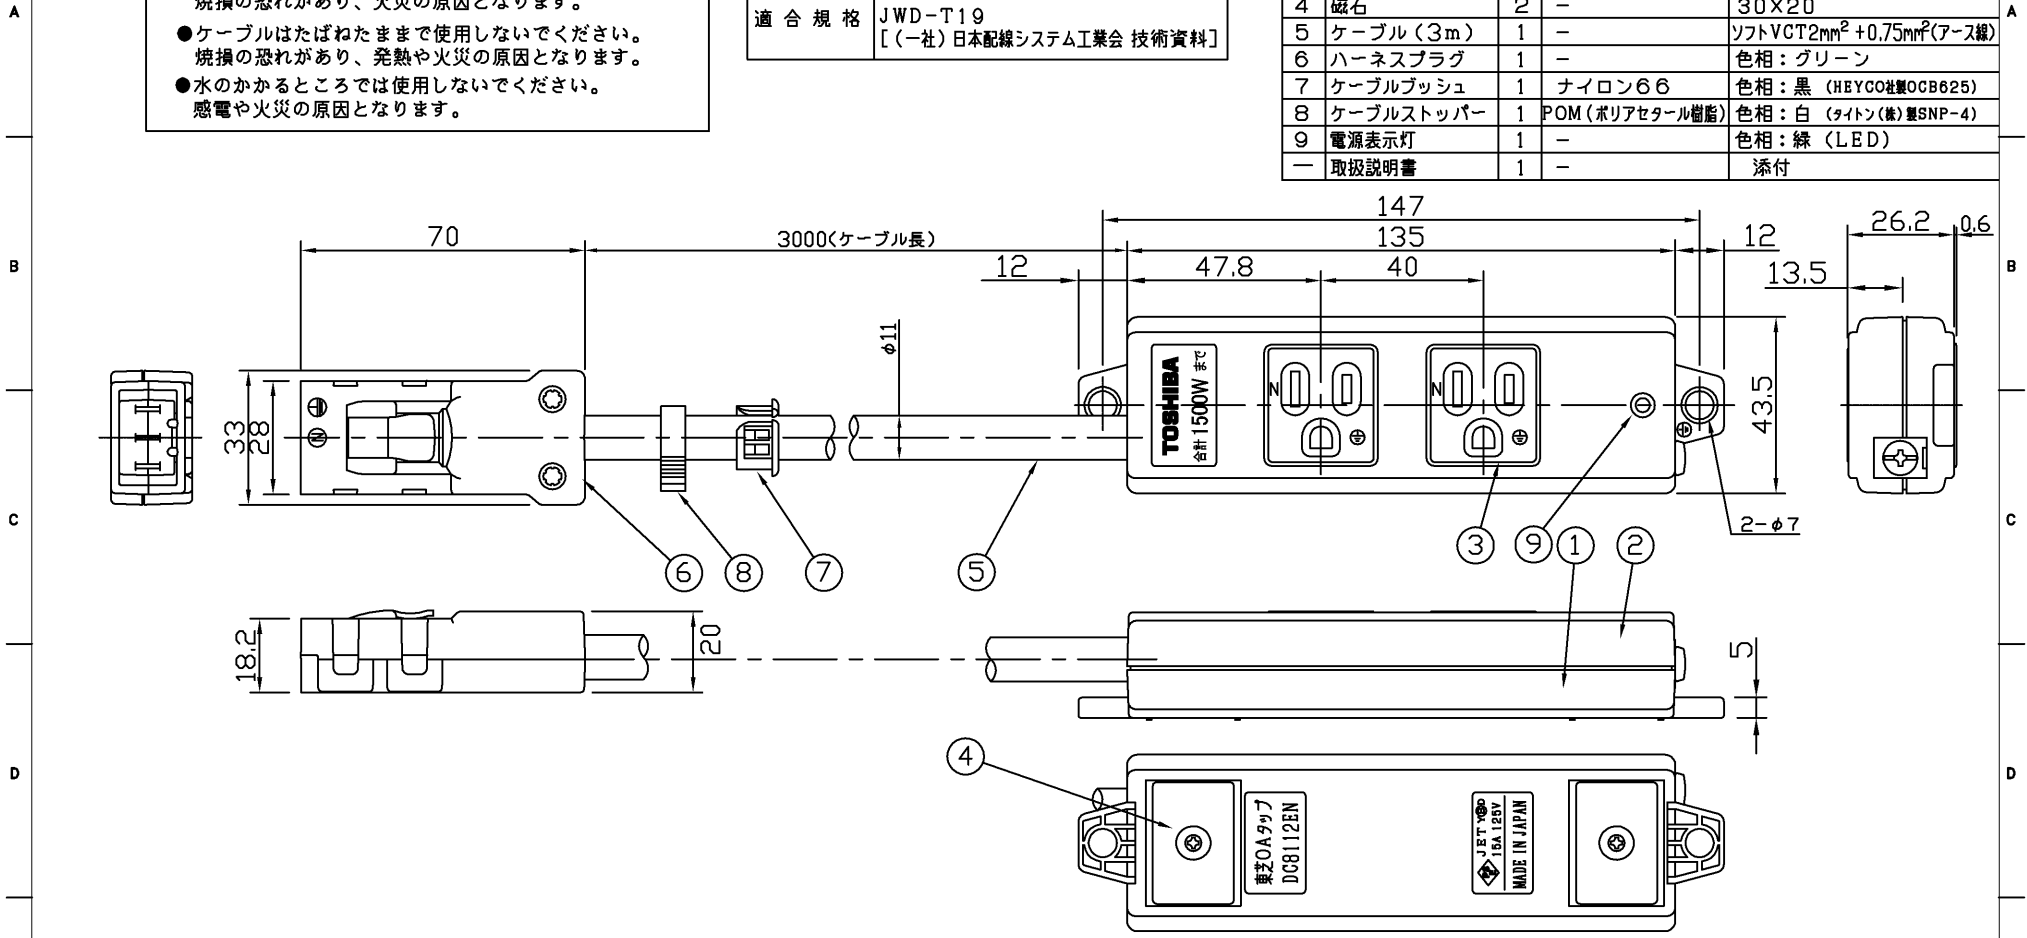 A
焼損の恐れがあり、火災の原因となります。
●ケーブルはたばねたままで使用しないでください。
焼損の恐れがあり、発熱や火災の原因となります。
●水のかかるところでは使用しないでください。
感電や火災の原因となります。
適合規格 JWD-T19
[(一社)日本配線システム工業会 技術資料]
4 磁石 2 - 30×20
5 ケーブル(3m) 1 - ソフトVCT2mm²+0.75mm²(アース線)
6 ハーネスプラグ 1 - 色相:グリーン
7 ケーブルブッシュ 1 ナイロン66 色相:黒 (HEYCO社製OCB625)
8 ケーブルストッパー 1 POM(ポリアセタール樹脂) 色相:白 (タイトン(株)製SNP-4)
9 電源表示灯 1 - 色相:緑 (LED)
― 取扱説明書 1 - 添付
A
B
70
3000(ケーブル長)
147
135
12
26.2
0.6
12
47.8
40
13.5
B
φ11
33
28
N
TOSHIBA
合計1500Wまで
N
N
43.5
C
2-φ7
C
6
8
7
5
3
9
1
2
18.2
20
5
D
4
東芝OAタップ
DC8112EN
JET
15A 125V
MADE IN JAPAN
D